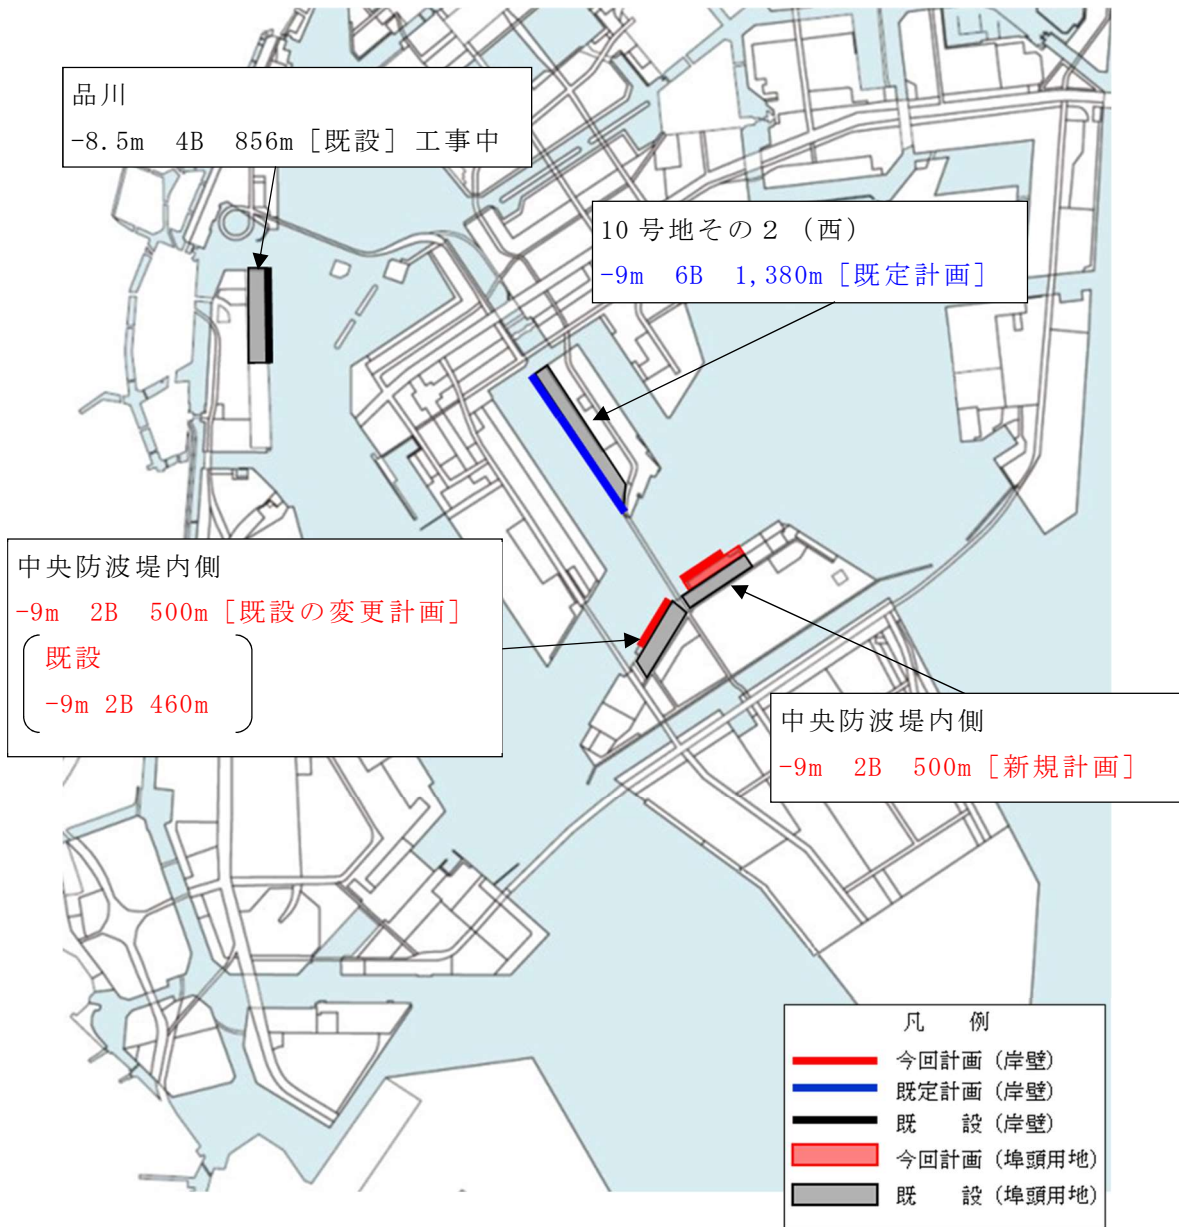 品川
-8.5m 4B 856m [既設] 工事中
10号地その2 (西)
-9m 6B 1,380m [既定計画]
中央防波堤内側
-9m 2B 500m [既設の変更計画]
既設
-9m 2B 460m
中央防波堤内側
-9m 2B 500m [新規計画]
凡 例
今回計画 (岸壁)
既定計画 (岸壁)
既 設 (岸壁)
今回計画 (埠頭用地)
既 設 (埠頭用地)